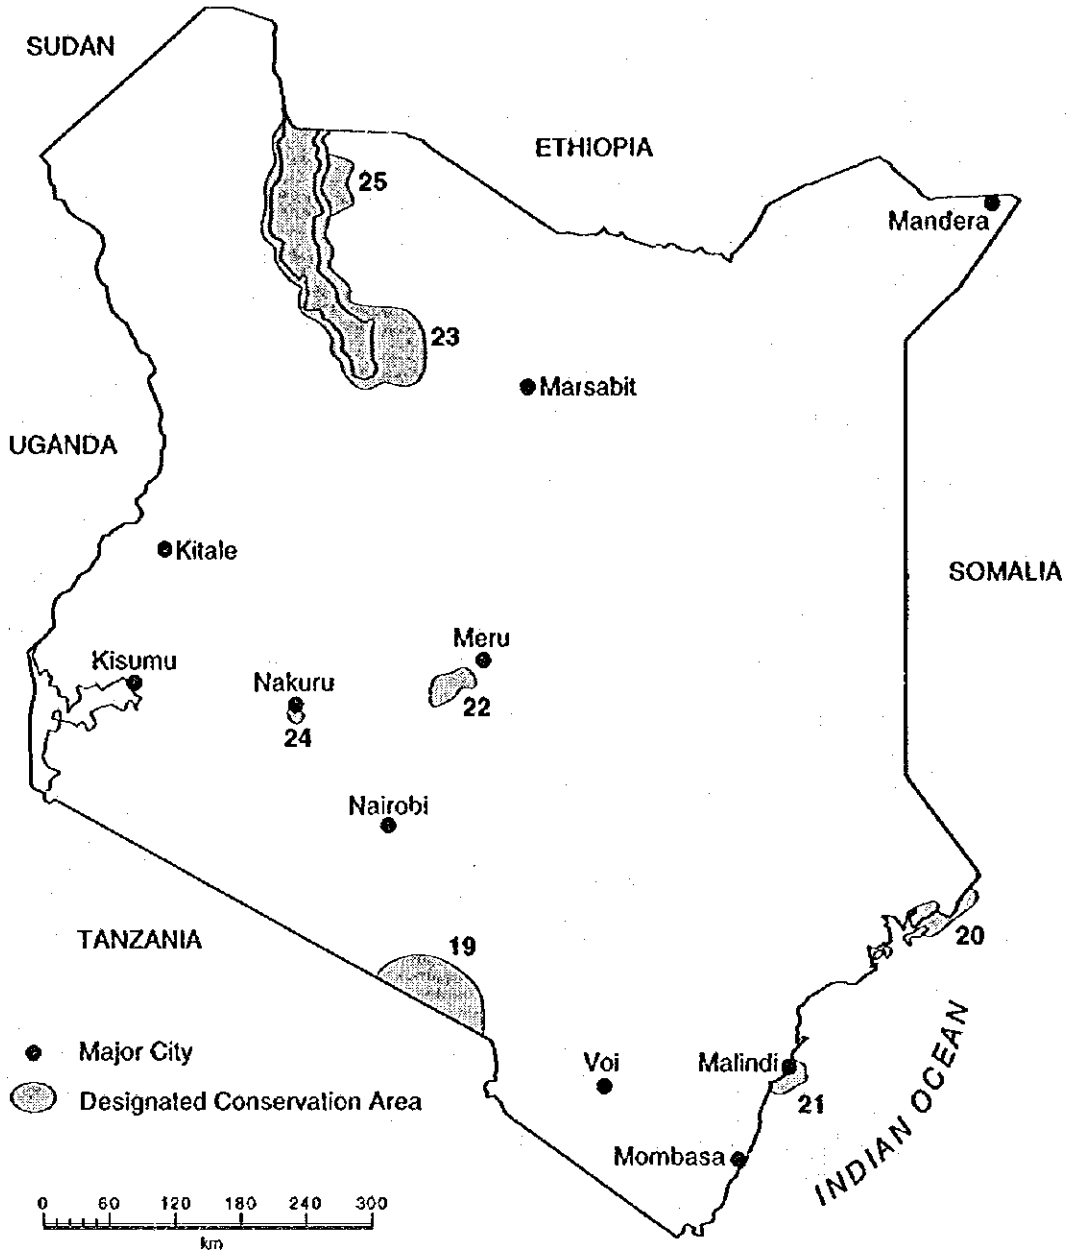 SUDAN
ETHIOPIA
25
Mandera
23
Marsabit
UGANDA
Kitale
SOMALIA
Meru
Kisumu
Nakuru
22
24
Nairobi
TANZANIA
19
20
Major City
Voi
Malindi
Designated Conservation Area
21
INDIAN OCEAN
Mombasa
0 60 120 180 240 300
km